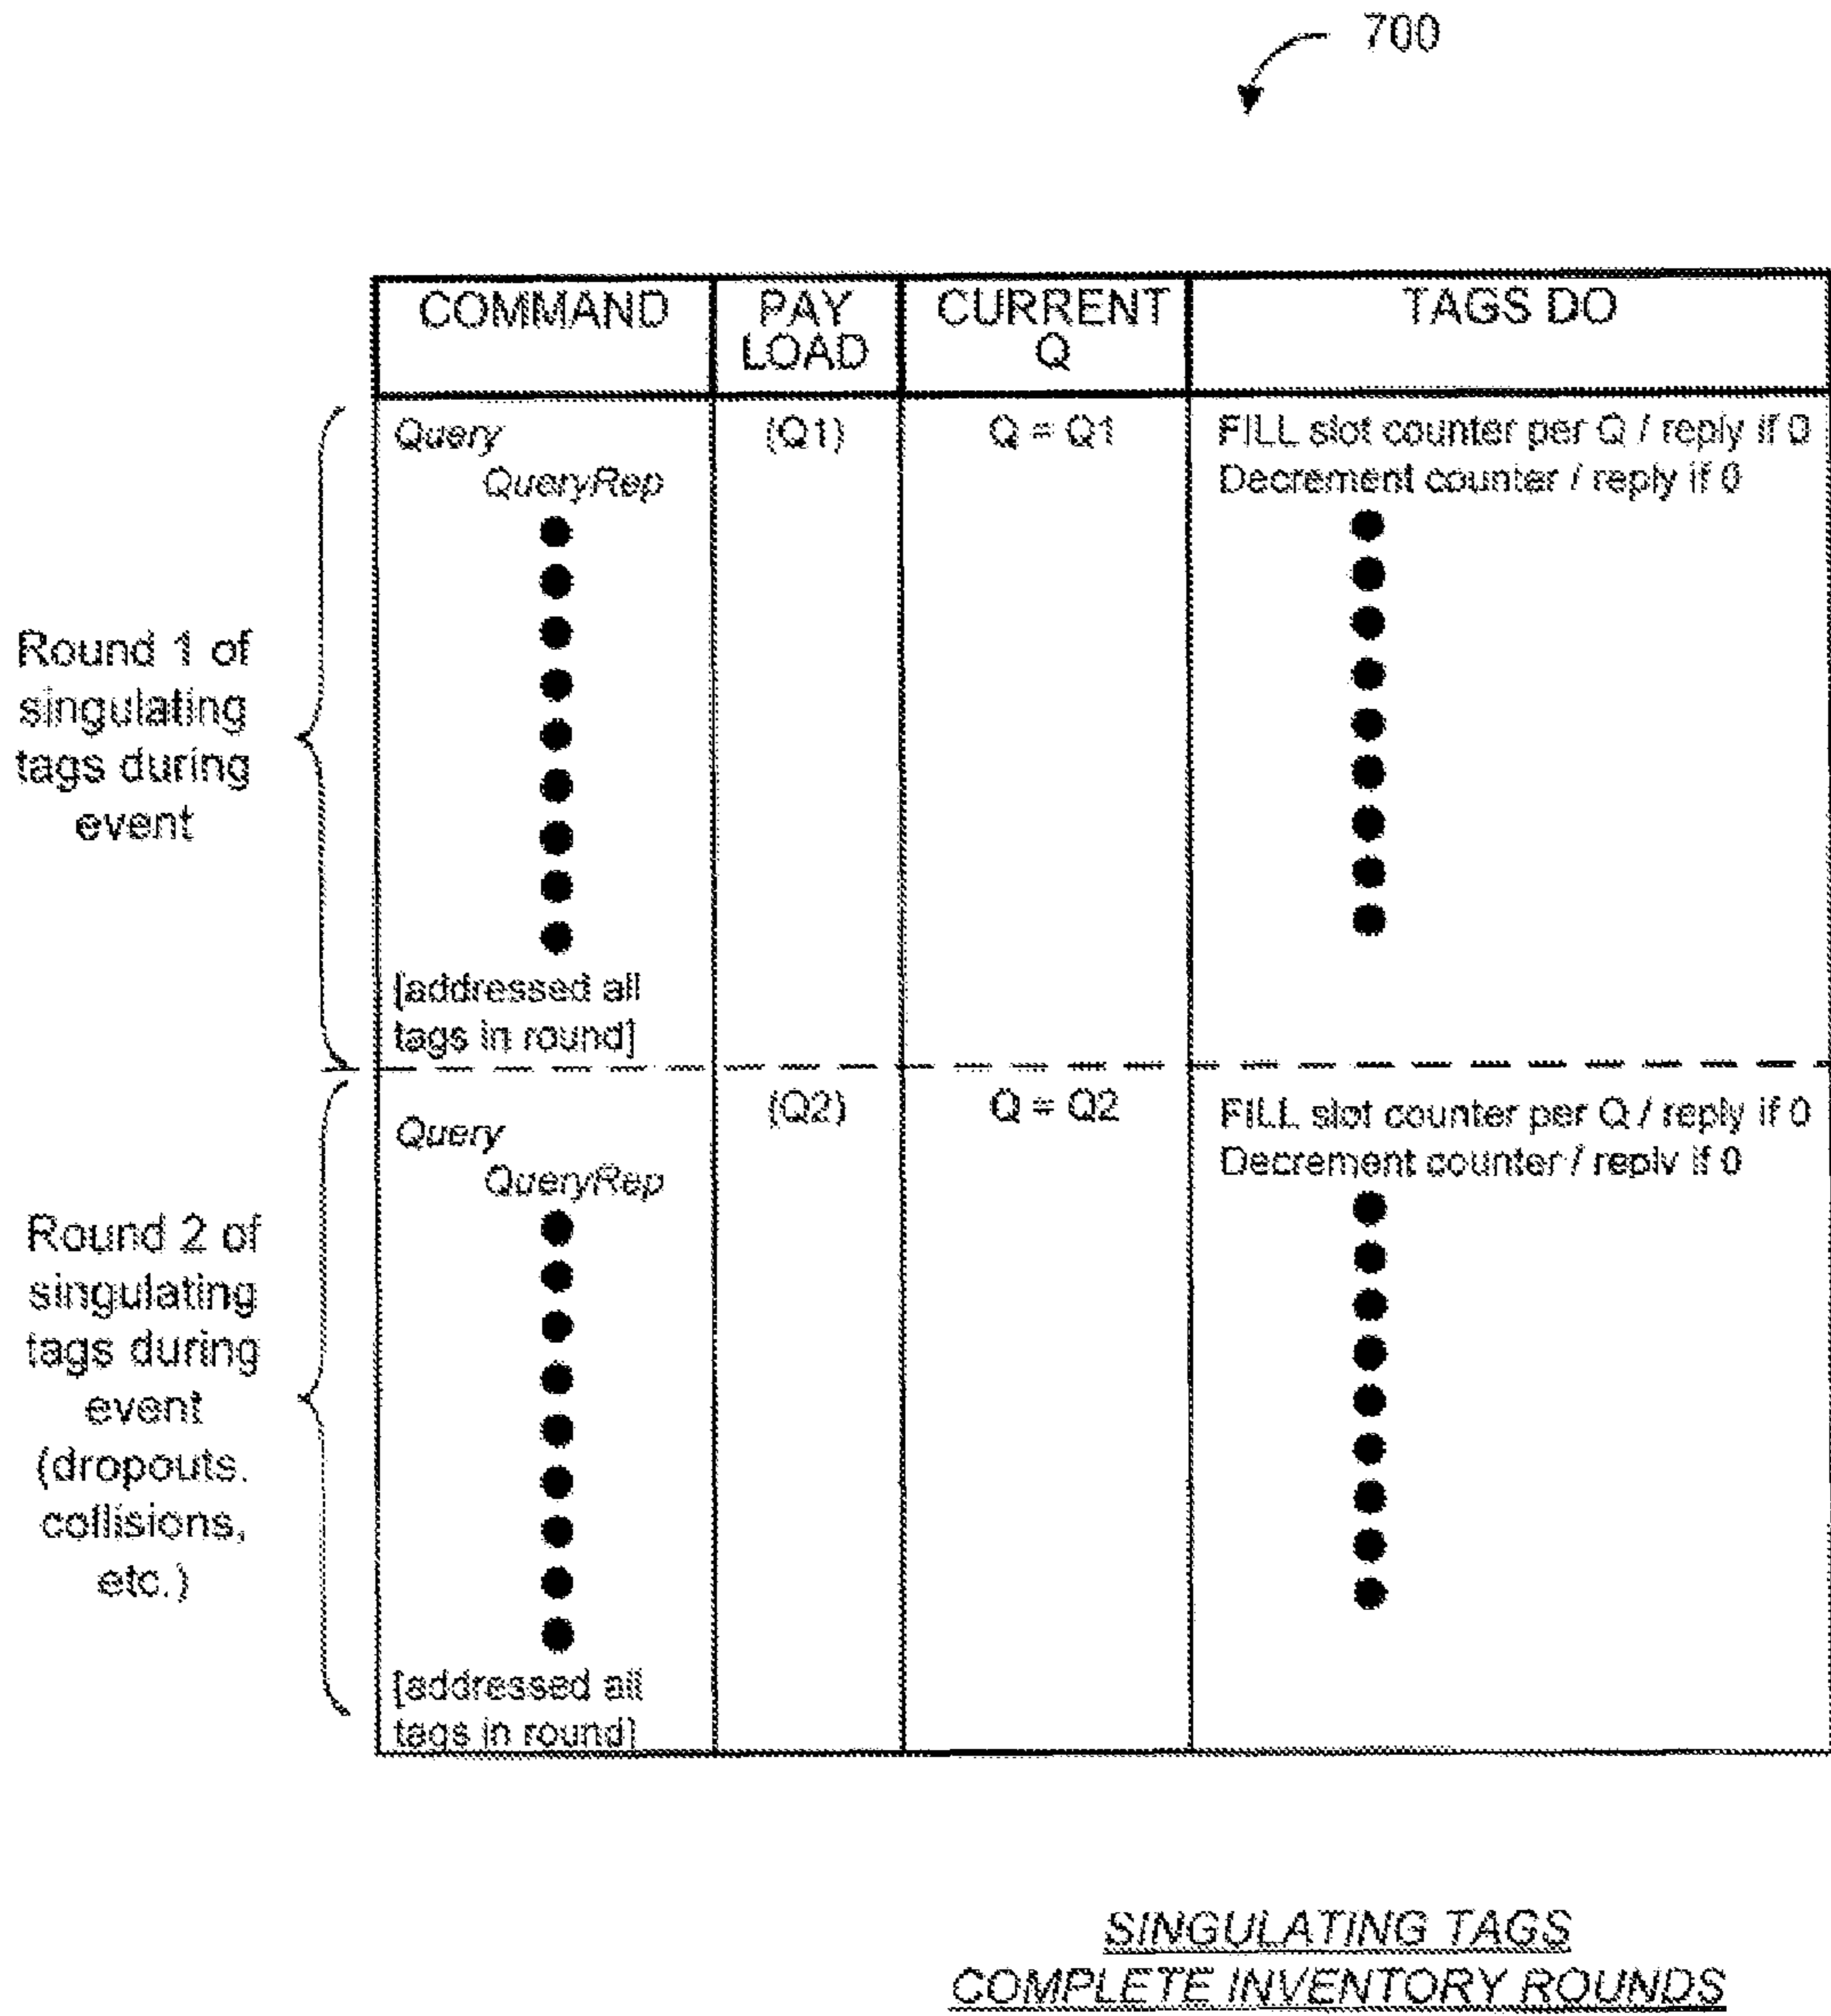 700
COMMAND
PAY
LOAD
CURRENT
Q
TAGS DO
Round 1 of
singulating
tags during
event
Query
QueryRep
(Q1)
Q = Q1
FILL slot counter per Q / reply if 0
Decrement counter / reply if 0
[addressed all
tags in round]
Round 2 of
singulating
tags during
event
(dropouts.
collisions,
etc.)
Query
QueryRep
(Q2)
Q = Q2
FILL slot counter per Q / reply if 0
Decrement counter / reply if 0
[addressed all
tags in round]
SINGULATING TAGS
COMPLETE INVENTORY ROUNDS